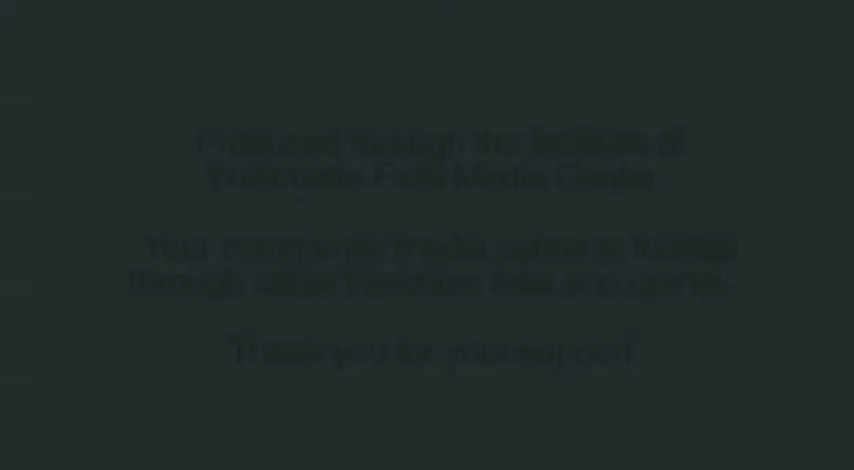 Produced through the facilities of
Willamette Falls Media Center.
Your community media center is funded
through cable franchise fees and grants.
Thank you for your support.